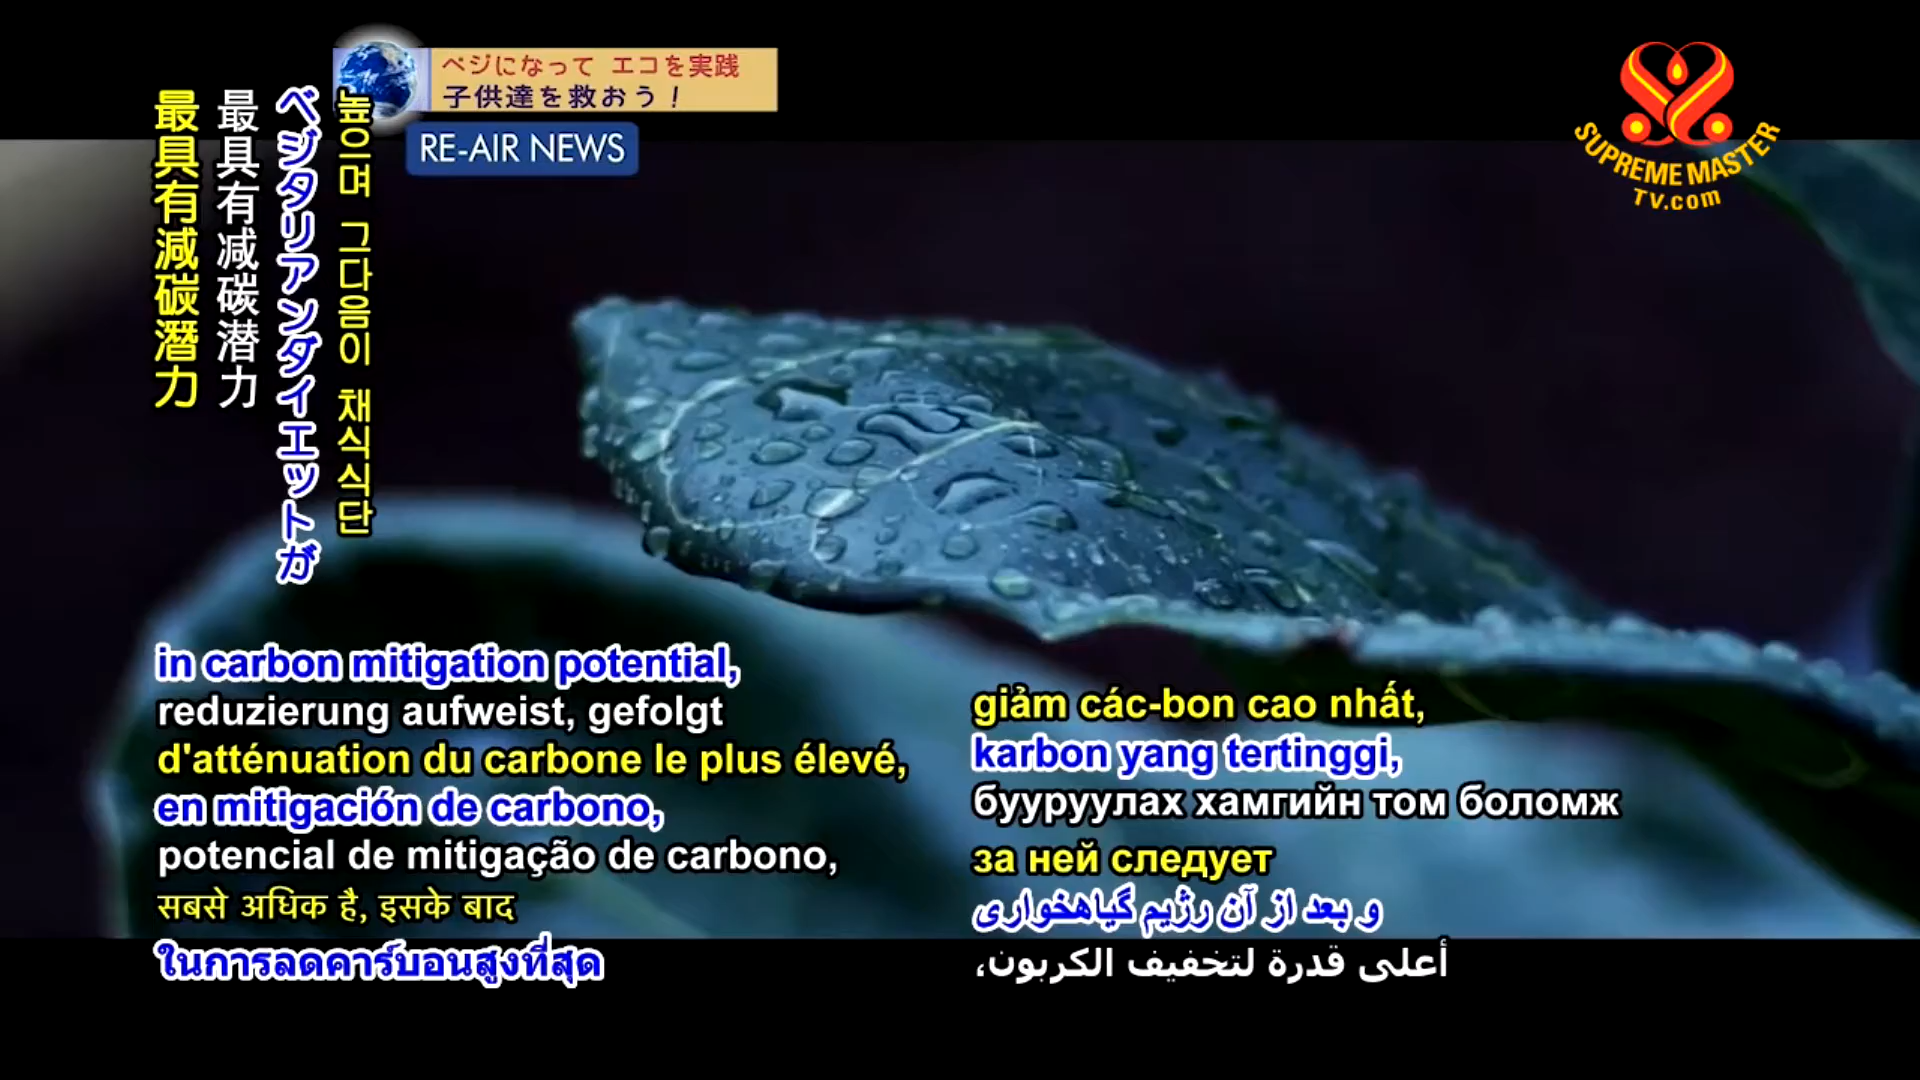 ベジになって エコを実践
子供達を救おう！
RE-AIR NEWS
SUPREME MASTER
TV.com
높으며 그다음이 채식식단
ベジタリアンダイエットが
最具有减碳潜力
最具有減碳潛力
in carbon mitigation potential,
reduzierung aufweist, gefolgt
d'atténuation du carbone le plus élevé,
en mitigación de carbono,
potencial de mitigação de carbono,
सबसे अधिक है, इसके बाद
ในการลดคาร์บอนสูงที่สุด
giảm các-bon cao nhất,
karbon yang tertinggi,
бууруулах хамгийн том боломж
за ней следует
و بعد از آن رژیم گیاهخواری
أعلى قدرة لتخفيف الكربون،